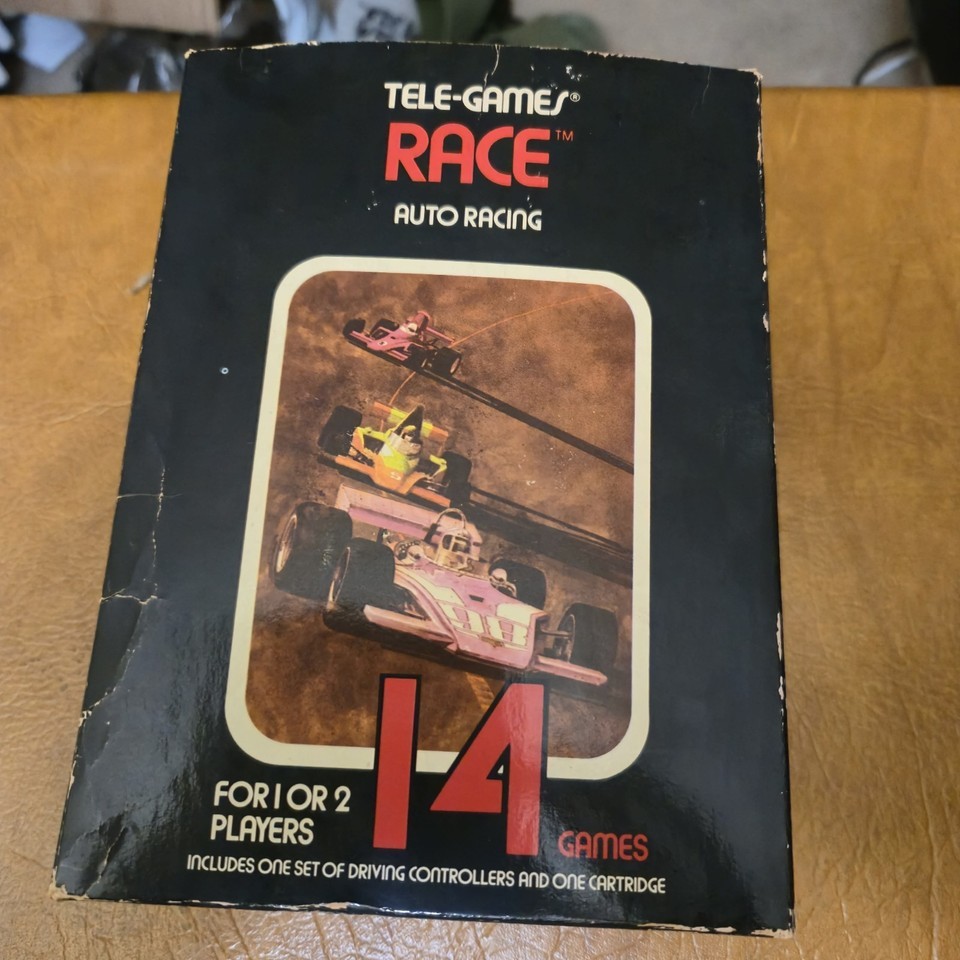 TELE-GAMES®
RACE™
AUTO RACING
98
14
FOR 1 OR 2
PLAYERS
GAMES
INCLUDES ONE SET OF DRIVING CONTROLLERS AND ONE CARTRIDGE